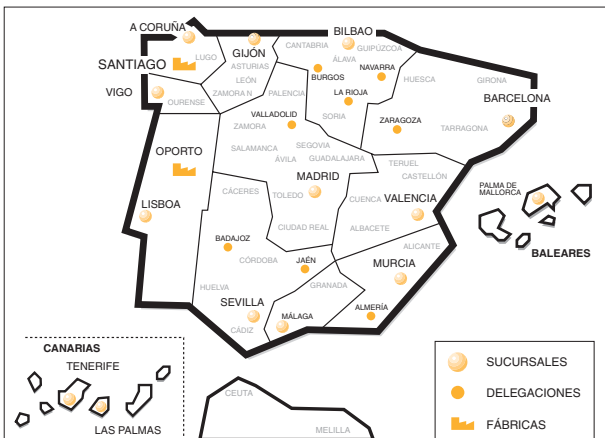 A CORUÑA
LUGO
GIJÓN
ASTURIAS
SANTIAGO
LEÓN
ZAMORA N
VIGO
OURENSE
BILBAO
CANTABRIA
GUIPÚZCOA
ÁLAVA
NAVARRA
BURGOS
PALENCIA
LA RIOJA
HUESCA
GIRONA
BARCELONA
VALLADOLID
SORIA
ZARAGOZA
TARRAGONA
ZAMORA
OPORTO
SALAMANCA
SEGOVIA
ÁVILA
GUADALAJARA
TERUEL
CASTELLÓN
MADRID
CÁCERES
TOLEDO
CUENCA
VALENCIA
LISBOA
CIUDAD REAL
ALBACETE
PALMA DE
MALLORCA
BALEARES
BADAJOZ
CÓRDOBA
JAÉN
ALICANTE
MURCIA
HUELVA
GRANADA
SEVILLA
CÁDIZ
MÁLAGA
ALMERÍA
CANARIAS
TENERIFE
LAS PALMAS
CEUTA
MELILLA
SUCURSALES
DELEGACIONES
FÁBRICAS